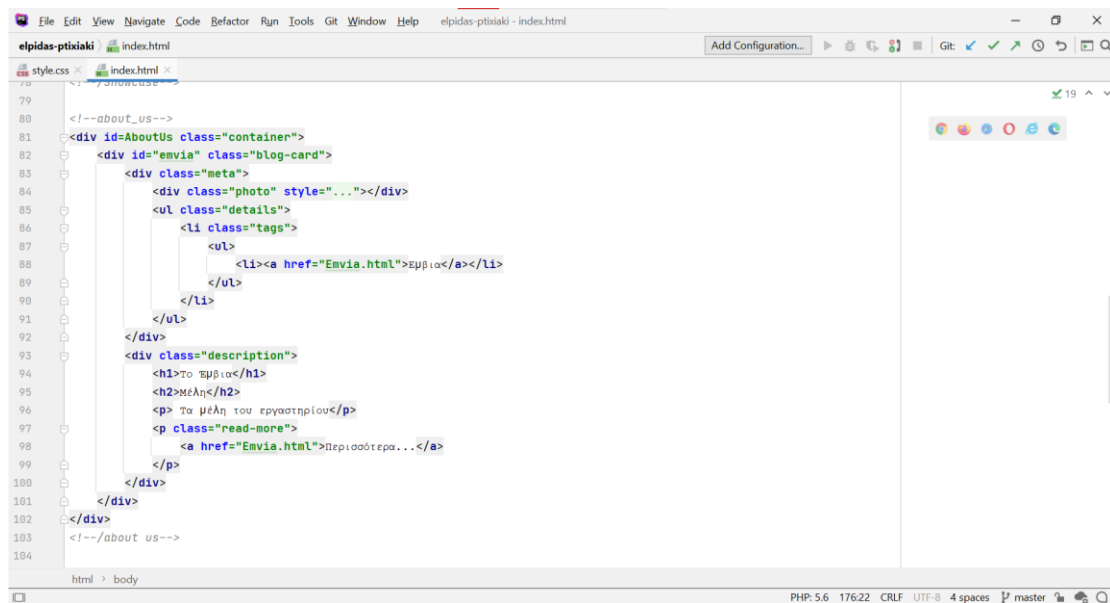 File Edit View Navigate Code Refactor Run Tools Git Window Help elpidas-ptixiaki - index.html
elpidas-ptixiaki index.html Add Configuration... Git:
style.css index.html
78 <!--/Showcase-->
79 19
80 <!--about_us-->
81 <div id=AboutUs class="container">
82 <div id="emvia" class="blog-card">
83 <div class="meta">
84 <div class="photo" style="..."></div>
85 <ul class="details">
86 <li class="tags">
87 <ul>
88 <li><a href="Emvia.html">Εμβια</a></li>
89 </ul>
90 </li>
91 </ul>
92 </div>
93 <div class="description">
94 <h1>Το Έμβια</h1>
95 <h2>Μέλη</h2>
96 <p> Τα μέλη του εργαστηρίου</p>
97 <p class="read-more">
98 <a href="Emvia.html">Περισσότερα...</a>
99 </p>
100 </div>
101 </div>
102 </div>
103 <!--/about us-->
104
html > body
PHP: 5.6 176:22 CRLF UTF-8 4 spaces master